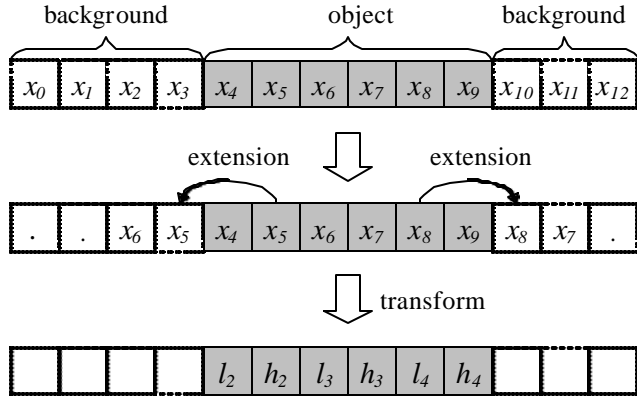 background object background
x0 x1 x2 x3 x4 x5 x6 x7 x8 x9 x10 x11 x12
extension extension
. . x6 x5 x4 x5 x6 x7 x8 x9 x8 x7 .
transform
l2 h2 l3 h3 l4 h4